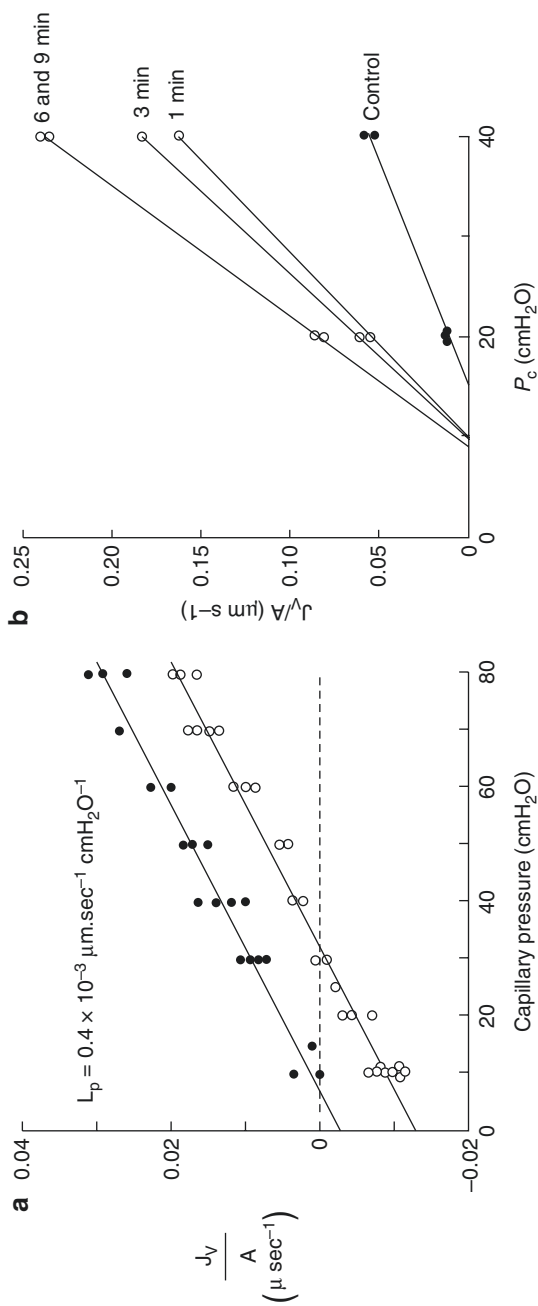 a
0.04
0.02
0
−0.02
J_V
A
(µ sec⁻¹)
L_p = 0.4 × 10⁻³ µm.sec⁻¹ cmH₂O⁻¹
0
20
40
60
80
Capillary pressure (cmH₂O)
b
0.25
0.20
0.15
0.10
0.05
0
J_v/A (µm s−1)
6 and 9 min
3 min
1 min
Control
0
20
40
P_c (cmH₂O)